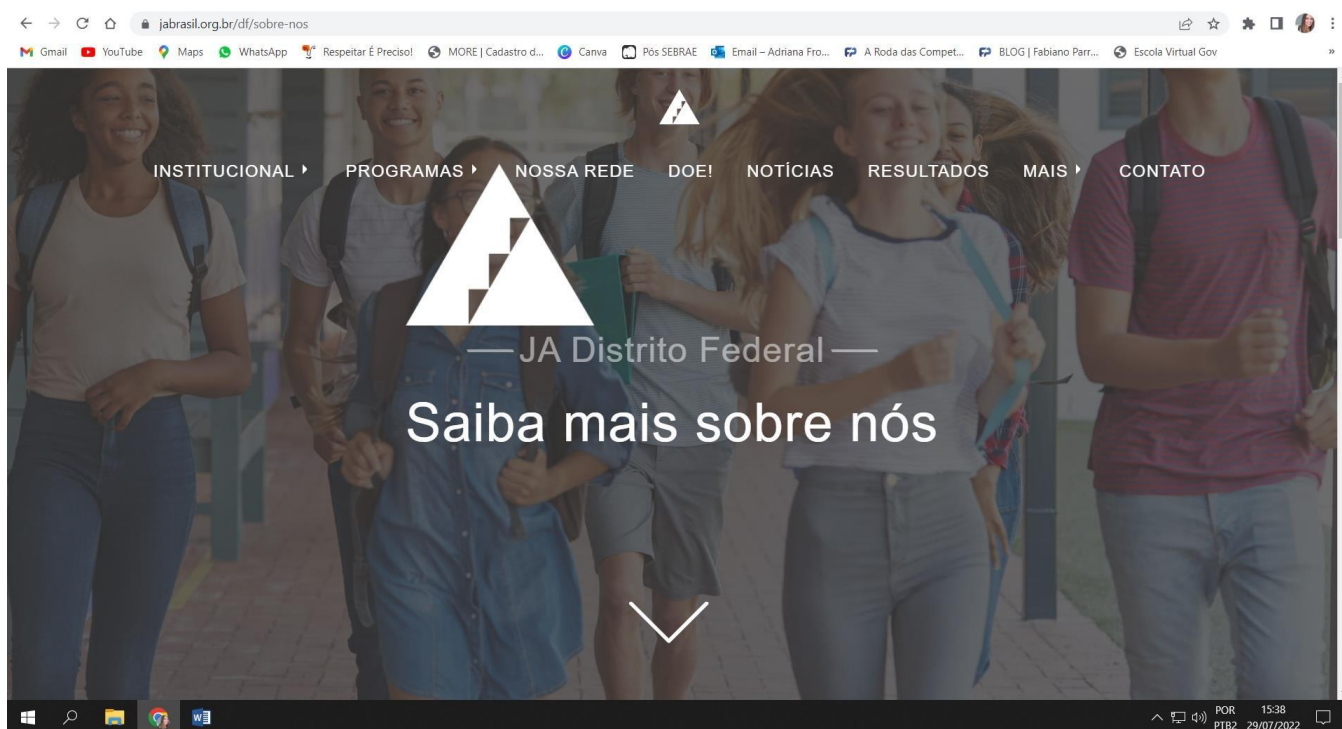 jabrasil.org.br/df/sobre-nos
Gmail YouTube Maps WhatsApp Respeitar É Preciso! MORE | Cadastro d... Canva Pós SEBRAE Email – Adriana Fro... A Roda das Compet... BLOG | Fabiano Parr... Escola Virtual Gov »
INSTITUCIONAL PROGRAMAS NOSSA REDE DOE! NOTÍCIAS RESULTADOS MAIS CONTATO
JA Distrito Federal
Saiba mais sobre nós
POR 15:38
PTB2 29/07/2022